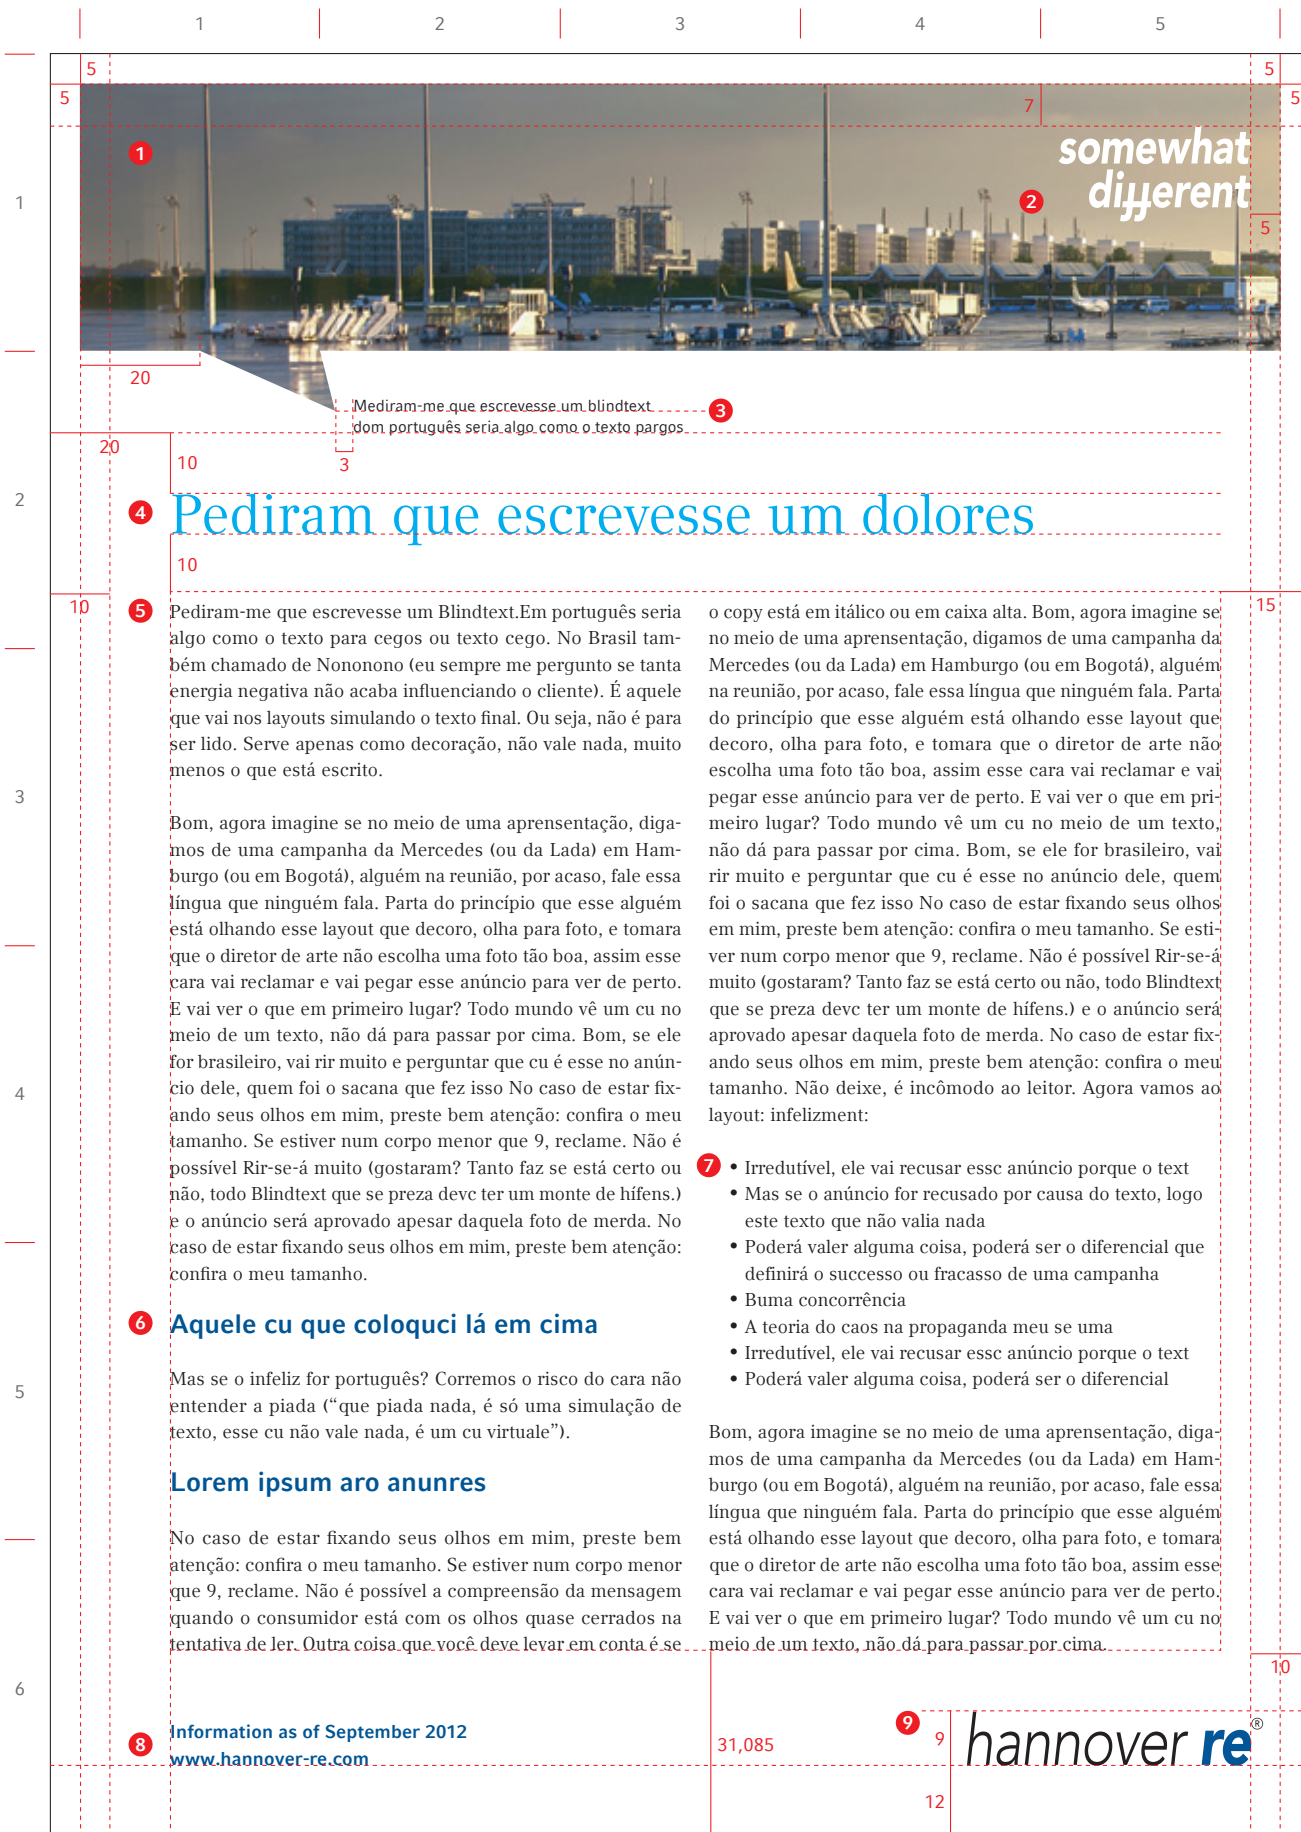 1 2 3 4 5
5 5
5 5
7
1
somewhat
different
1
2
5
20
Mediram-me que escrevesse um blindtext
dom português seria algo como o texto pargos
3
20
10
3
2
4
Pediram que escrevesse um dolores
10
10
15
5
Pediram-me que escrevesse um Blindtext.Em português seria
algo como o texto para cegos ou texto cego. No Brasil tam-
bém chamado de Nononono (eu sempre me pergunto se tanta
energia negativa não acaba influenciando o cliente). É aquele
que vai nos layouts simulando o texto final. Ou seja, não é para
ser lido. Serve apenas como decoração, não vale nada, muito
menos o que está escrito.
3
Bom, agora imagine se no meio de uma aprensentação, diga-
mos de uma campanha da Mercedes (ou da Lada) em Ham-
burgo (ou em Bogotá), alguém na reunião, por acaso, fale essa
língua que ninguém fala. Parta do princípio que esse alguém
está olhando esse layout que decoro, olha para foto, e tomara
que o diretor de arte não escolha uma foto tão boa, assim esse
cara vai reclamar e vai pegar esse anúncio para ver de perto.
E vai ver o que em primeiro lugar? Todo mundo vê um cu no
meio de um texto, não dá para passar por cima. Bom, se ele
for brasileiro, vai rir muito e perguntar que cu é esse no anún-
cio dele, quem foi o sacana que fez isso No caso de estar fix-
ando seus olhos em mim, preste bem atenção: confira o meu
tamanho. Se estiver num corpo menor que 9, reclame. Não é
possível Rir-se-á muito (gostaram? Tanto faz se está certo ou
não, todo Blindtext que se preza devc ter um monte de hífens.)
e o anúncio será aprovado apesar daquela foto de merda. No
caso de estar fixando seus olhos em mim, preste bem atenção:
confira o meu tamanho.
4
6
Aquele cu que coloquci lá em cima
Mas se o infeliz for português? Corremos o risco do cara não
entender a piada (“que piada nada, é só uma simulação de
texto, esse cu não vale nada, é um cu virtuale”).
5
Lorem ipsum aro anunres
No caso de estar fixando seus olhos em mim, preste bem
atenção: confira o meu tamanho. Se estiver num corpo menor
que 9, reclame. Não é possível a compreensão da mensagem
quando o consumidor está com os olhos quase cerrados na
tentativa de ler. Outra coisa que você deve levar em conta é se
o copy está em itálico ou em caixa alta. Bom, agora imagine se
no meio de uma aprensentação, digamos de uma campanha da
Mercedes (ou da Lada) em Hamburgo (ou em Bogotá), alguém
na reunião, por acaso, fale essa língua que ninguém fala. Parta
do princípio que esse alguém está olhando esse layout que
decoro, olha para foto, e tomara que o diretor de arte não
escolha uma foto tão boa, assim esse cara vai reclamar e vai
pegar esse anúncio para ver de perto. E vai ver o que em pri-
meiro lugar? Todo mundo vê um cu no meio de um texto,
não dá para passar por cima. Bom, se ele for brasileiro, vai
rir muito e perguntar que cu é esse no anúncio dele, quem
foi o sacana que fez isso No caso de estar fixando seus olhos
em mim, preste bem atenção: confira o meu tamanho. Se esti-
ver num corpo menor que 9, reclame. Não é possível Rir-se-á
muito (gostaram? Tanto faz se está certo ou não, todo Blindtext
que se preza devc ter um monte de hífens.) e o anúncio será
aprovado apesar daquela foto de merda. No caso de estar fix-
ando seus olhos em mim, preste bem atenção: confira o meu
tamanho. Não deixe, é incômodo ao leitor. Agora vamos ao
layout: infelizment:
7
• Irredutível, ele vai recusar essc anúncio porque o text
• Mas se o anúncio for recusado por causa do texto, logo
este texto que não valia nada
• Poderá valer alguma coisa, poderá ser o diferencial que
definirá o successo ou fracasso de uma campanha
• Buma concorrência
• A teoria do caos na propaganda meu se uma
• Irredutível, ele vai recusar essc anúncio porque o text
• Poderá valer alguma coisa, poderá ser o diferencial
Bom, agora imagine se no meio de uma aprensentação, diga-
mos de uma campanha da Mercedes (ou da Lada) em Ham-
burgo (ou em Bogotá), alguém na reunião, por acaso, fale essa
língua que ninguém fala. Parta do princípio que esse alguém
está olhando esse layout que decoro, olha para foto, e tomara
que o diretor de arte não escolha uma foto tão boa, assim esse
cara vai reclamar e vai pegar esse anúncio para ver de perto.
E vai ver o que em primeiro lugar? Todo mundo vê um cu no
meio de um texto, não dá para passar por cima.
10
6
8
Information as of September 2012
www.hannover-re.com
31,085
9
9
hannover re®
12